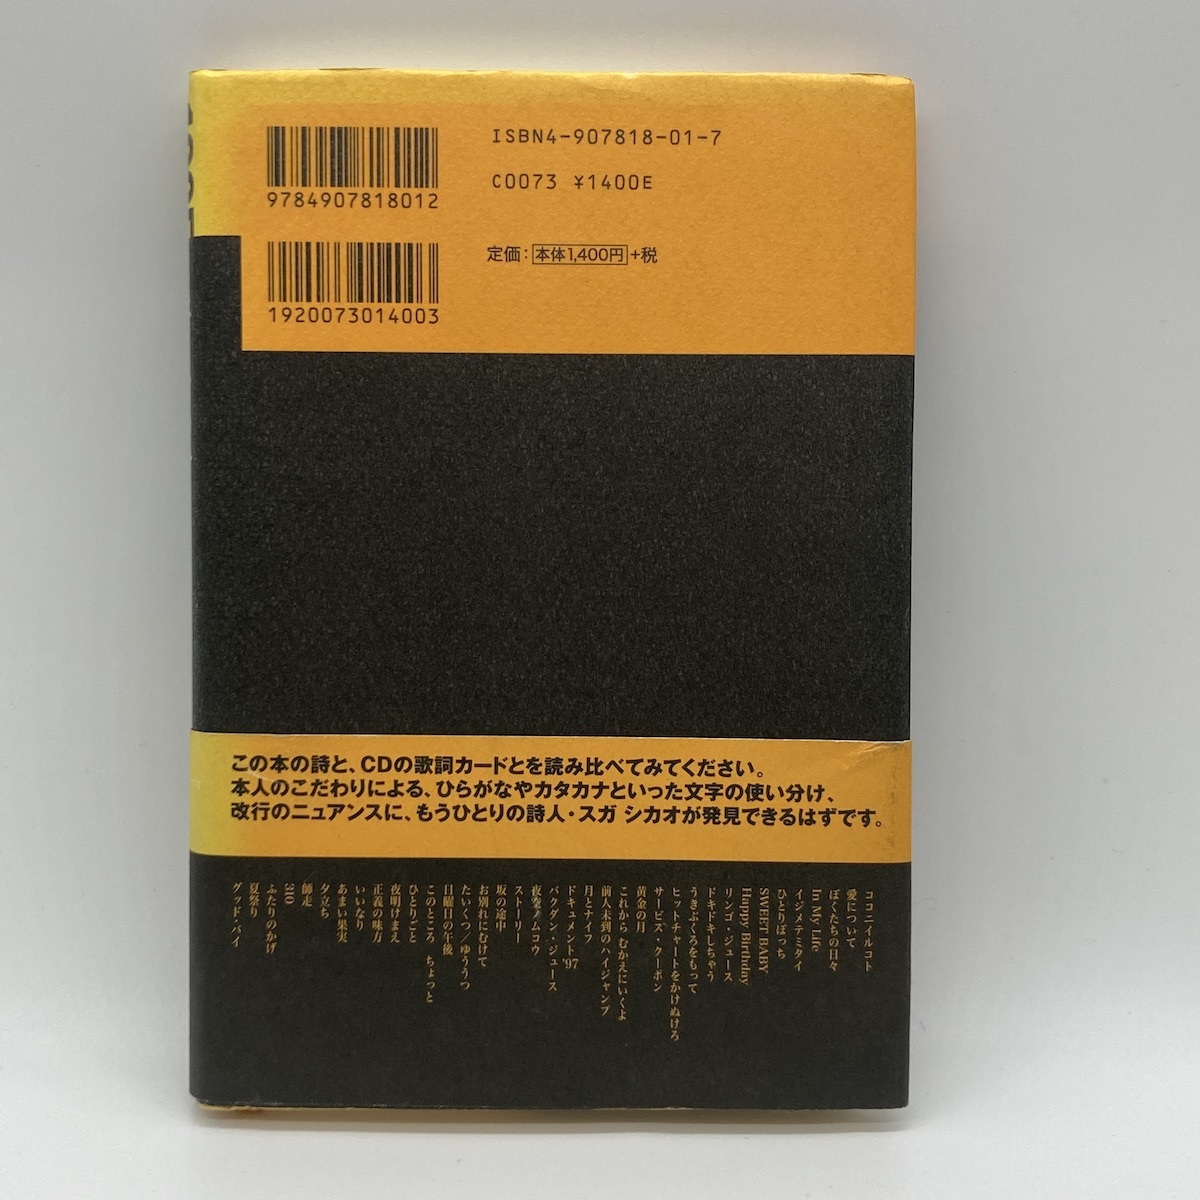 ISBN4-907818-01-7
C0073 ¥1400E
9784907818012
定価：本体1,400円+税
1920073014003
この本の詩と、CDの歌詞カードとを読み比べてみてください。
本人のこだわりによる、ひらがなやカタカナといった文字の使い分け、
改行のニュアンスに、もうひとりの詩人・スガ シカオが発見できるはずです。
ココニイルコト
愛について
ぼくたちの日々
In My Life
イジメテミタイ
ひとりぼっち
SWEET BABY
Happy Birthday
リンゴ・ジュース
ドキドキしちゃう
うきぶくろをもって
ヒットチャートをかけぬけろ
サービス・クーポン
黄金の月
これから むかえにいくよ
前人未到のハイジャンプ
月とナイフ
ドキュメント'97
バクダン・ジュース
夜空ノムコウ
ストーリー
坂の途中
お別れにむけて
たいくつ／ゆううつ
日曜日の午後
このところ ちょっと
ひとりごと
夜明けまえ
正義の味方
いいなり
あまい果実
夕立ち
師走
310
ふたりのかげ
夏祭り
グッド・バイ